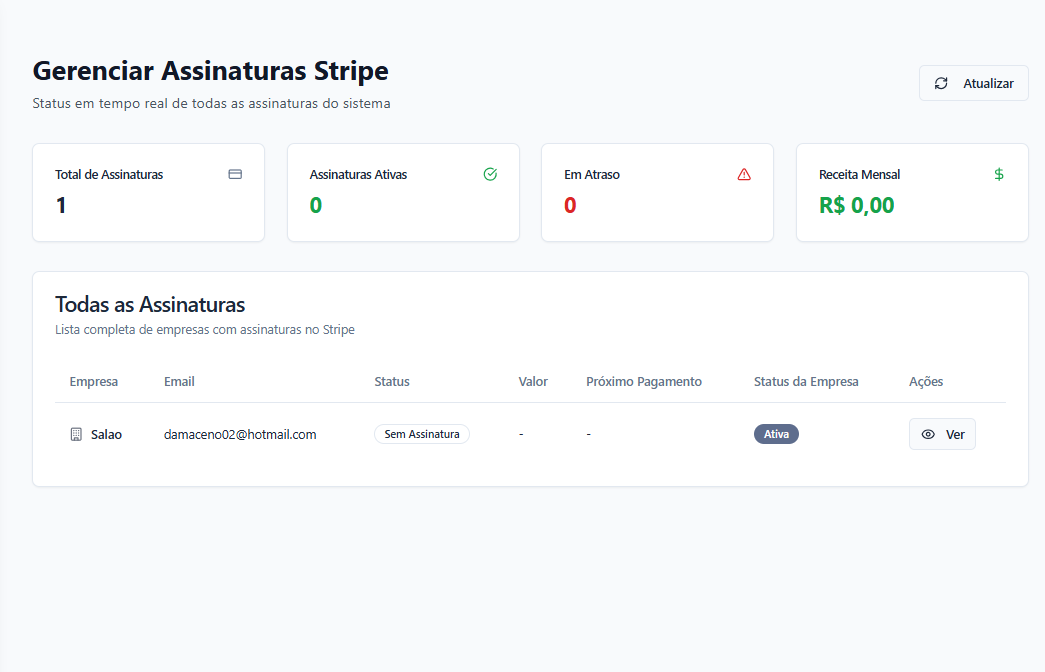 Gerenciar Assinaturas Stripe
Status em tempo real de todas as assinaturas do sistema
Atualizar
Total de Assinaturas
1
Assinaturas Ativas
0
Em Atraso
0
Receita Mensal
$
R$ 0,00
Todas as Assinaturas
Lista completa de empresas com assinaturas no Stripe
Empresa Email Status Valor Próximo Pagamento Status da Empresa Ações
Salao damaceno02@hotmail.com Sem Assinatura - - Ativa Ver